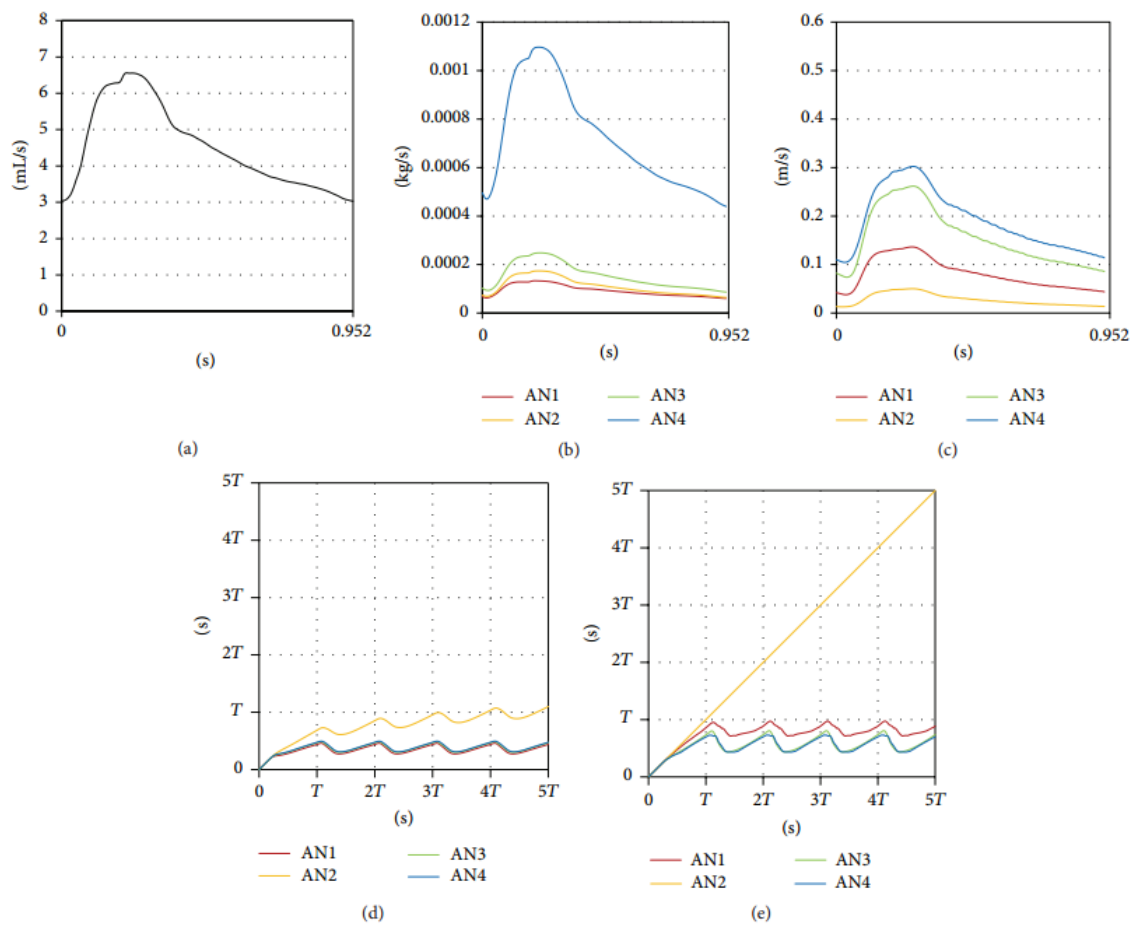 8
7
6
5
4
3
2
1
0
(mL/s)
0
0.952
(s)
(a)
0.0012
0.001
0.0008
0.0006
0.0004
0.0002
0
(kg/s)
0
0.952
(s)
AN1
AN3
AN2
AN4
(b)
0.6
0.5
0.4
0.3
0.2
0.1
0
(m/s)
0
0.952
(s)
AN1
AN3
AN2
AN4
(c)
5T
4T
3T
2T
T
0
(s)
0
T
2T
3T
4T
5T
(s)
AN1
AN3
AN2
AN4
(d)
5T
4T
3T
2T
T
0
(s)
0
T
2T
3T
4T
5T
(s)
AN1
AN3
AN2
AN4
(e)